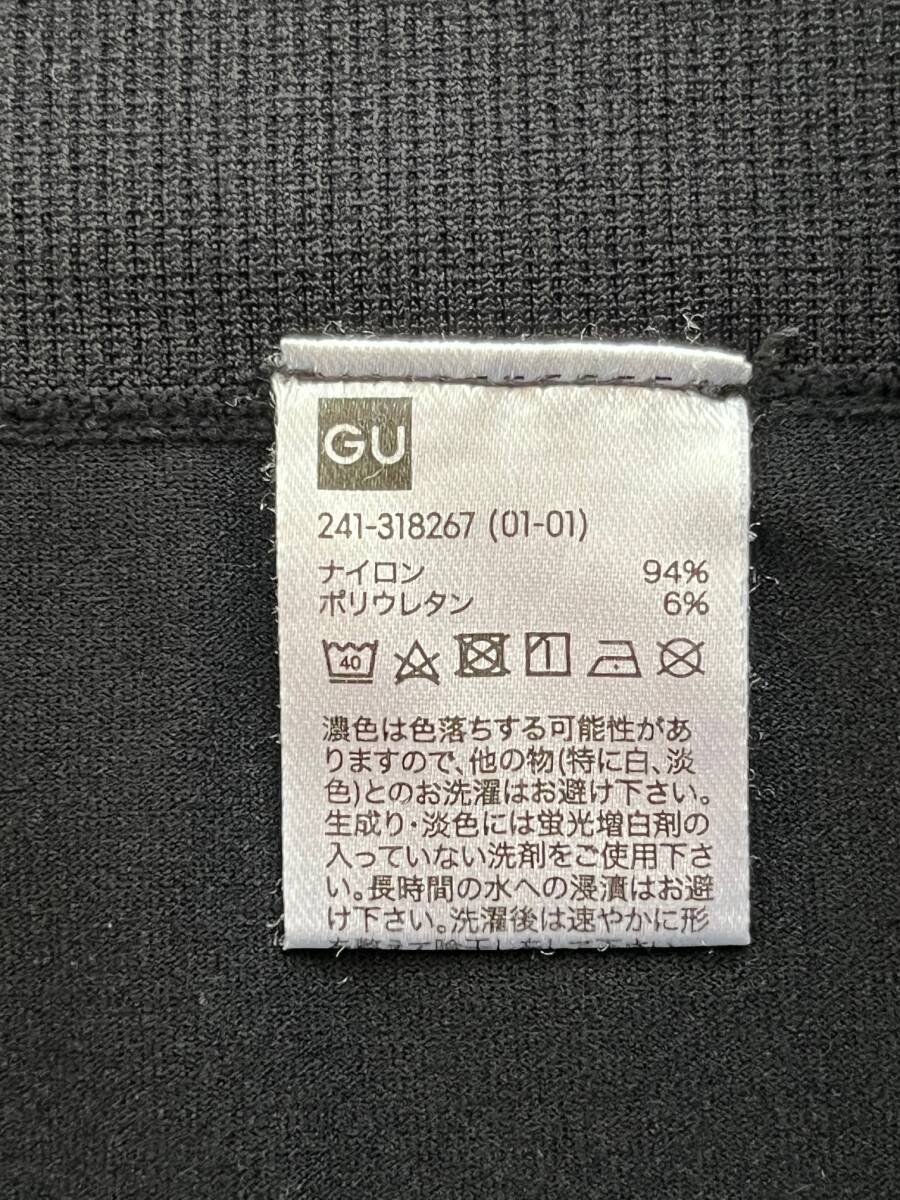 GU
241-318267 (01-01)
ナイロン 94%
ポリウレタン 6%
40
濃色は色落ちする可能性があ
りますので、他の物(特に白、淡
色)とのお洗濯はお避け下さい。
生成り・淡色には蛍光増白剤の
入っていない洗剤をご使用下さ
い。長時間の水への浸漬はお避
け下さい。洗濯後は速やかに形